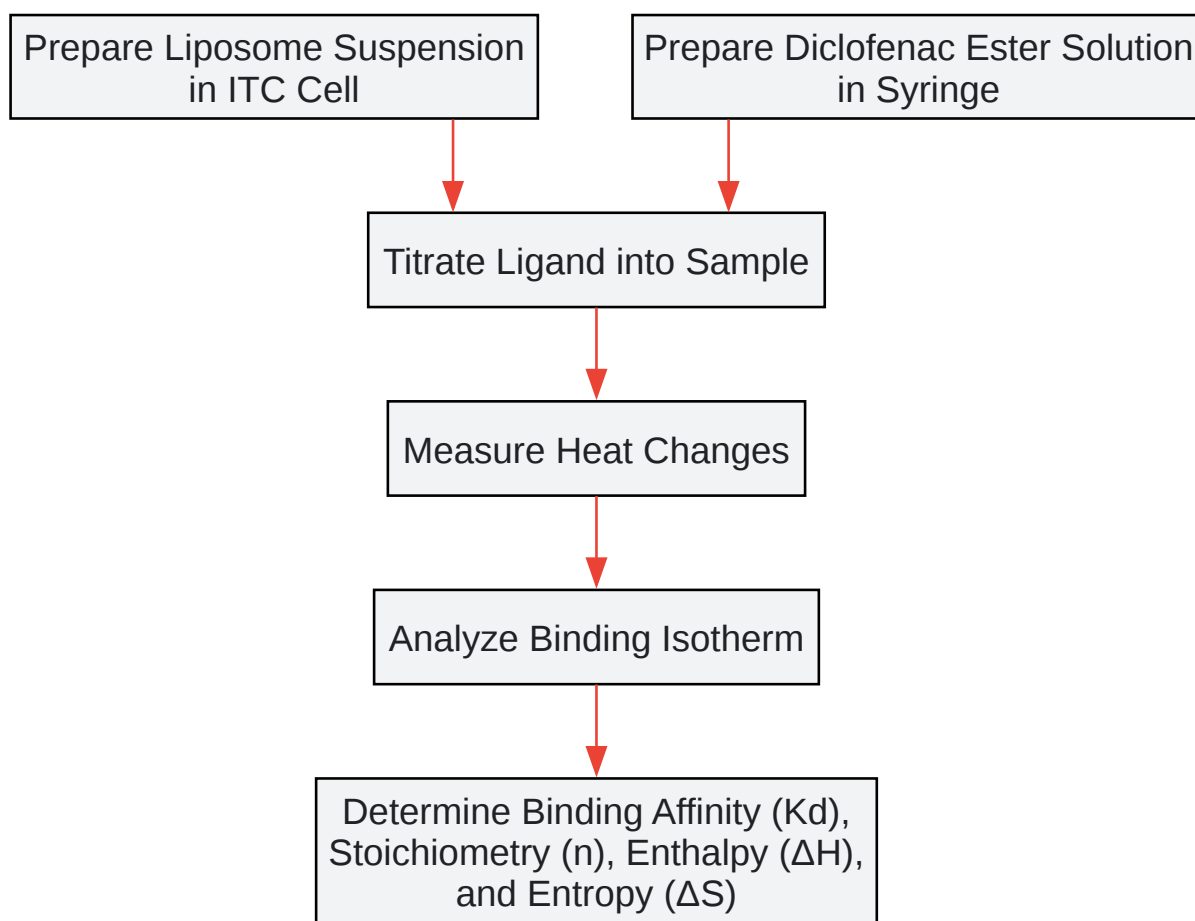 Prepare Liposome Suspension
in ITC Cell
Prepare Diclofenac Ester Solution
in Syringe
Titrate Ligand into Sample
Measure Heat Changes
Analyze Binding Isotherm
Determine Binding Affinity (Kd),
Stoichiometry (n), Enthalpy (ΔH),
and Entropy (ΔS)